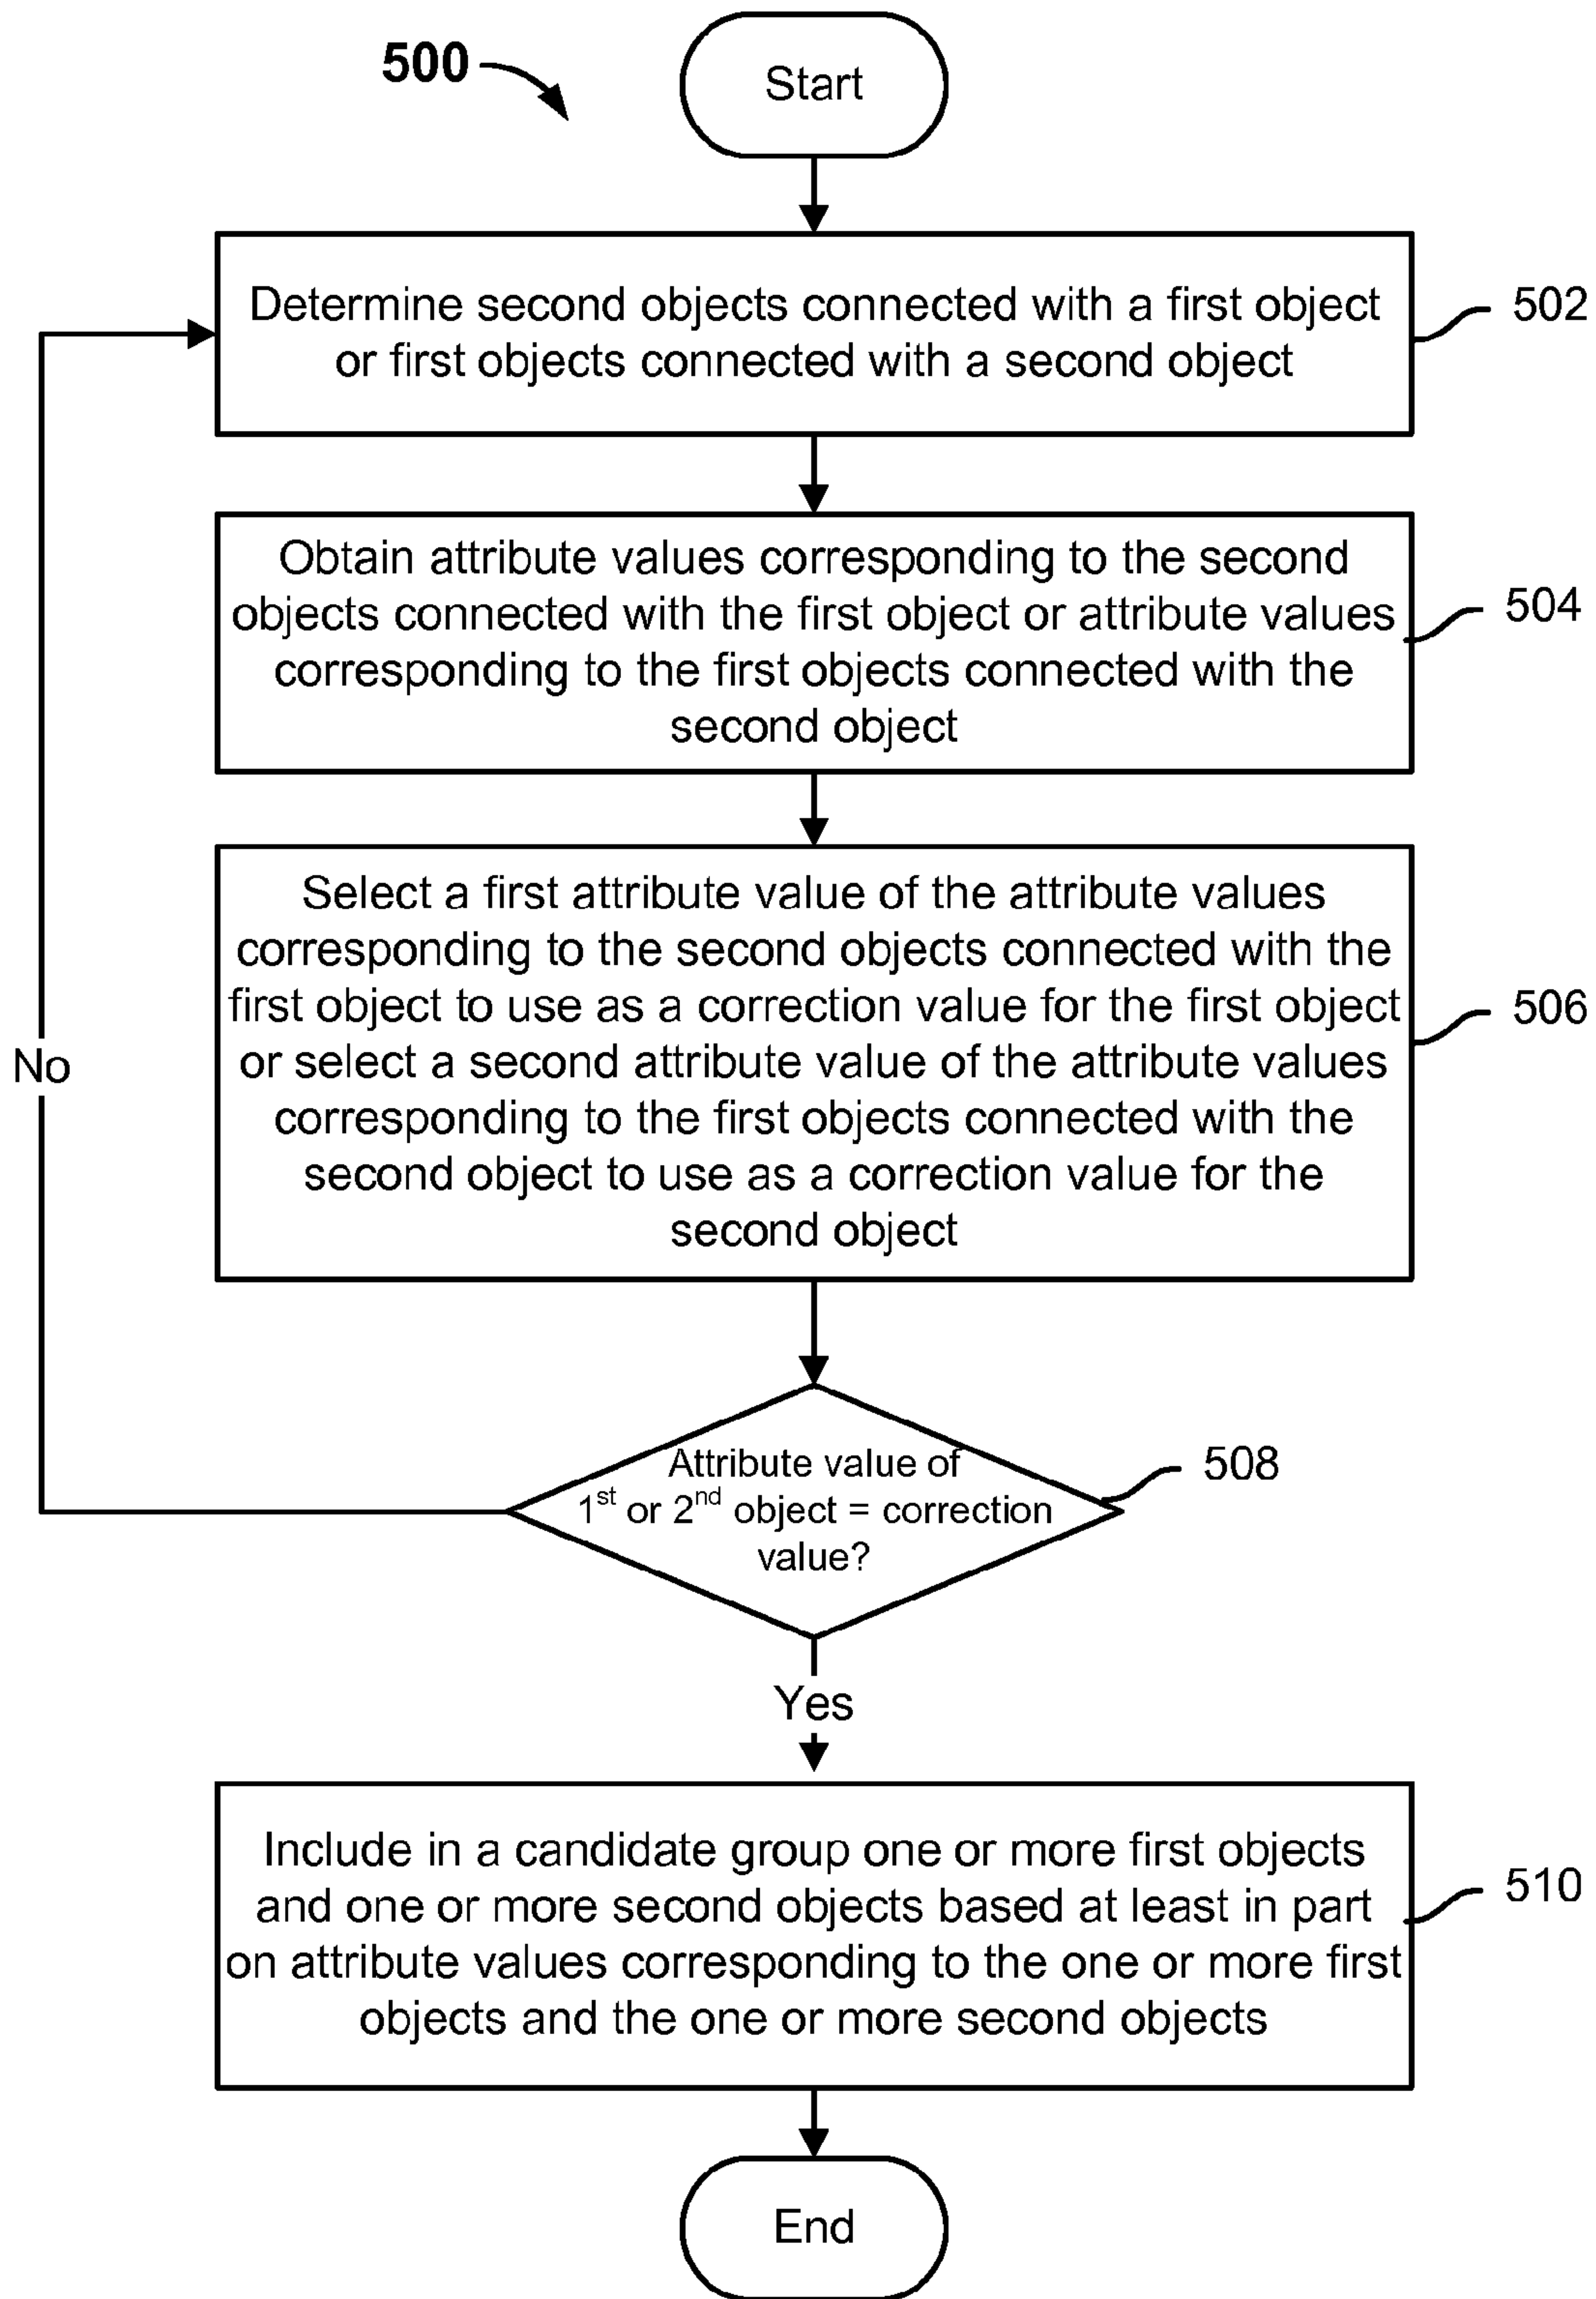 500
Start
Determine second objects connected with a first object
or first objects connected with a second object
502
Obtain attribute values corresponding to the second
objects connected with the first object or attribute values
corresponding to the first objects connected with the
second object
504
Select a first attribute value of the attribute values
corresponding to the second objects connected with the
first object to use as a correction value for the first object
or select a second attribute value of the attribute values
corresponding to the first objects connected with the
second object to use as a correction value for the
second object
506
No
Attribute value of
1st or 2nd object = correction
value?
508
Yes
Include in a candidate group one or more first objects
and one or more second objects based at least in part
on attribute values corresponding to the one or more first
objects and the one or more second objects
510
End